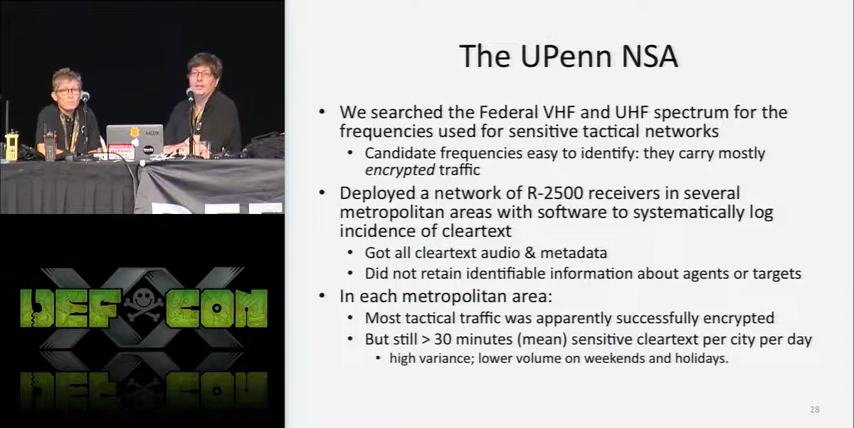 The UPenn NSA
• We searched the Federal VHF and UHF spectrum for the
frequencies used for sensitive tactical networks
• Candidate frequencies easy to identify: they carry mostly
encrypted traffic
• Deployed a network of R-2500 receivers in several
metropolitan areas with software to systematically log
incidence of cleartext
• Got all cleartext audio & metadata
• Did not retain identifiable information about agents or targets
• In each metropolitan area:
• Most tactical traffic was apparently successfully encrypted
• But still > 30 minutes (mean) sensitive cleartext per city per day
• high variance; lower volume on weekends and holidays.
28
XX
DEF CON